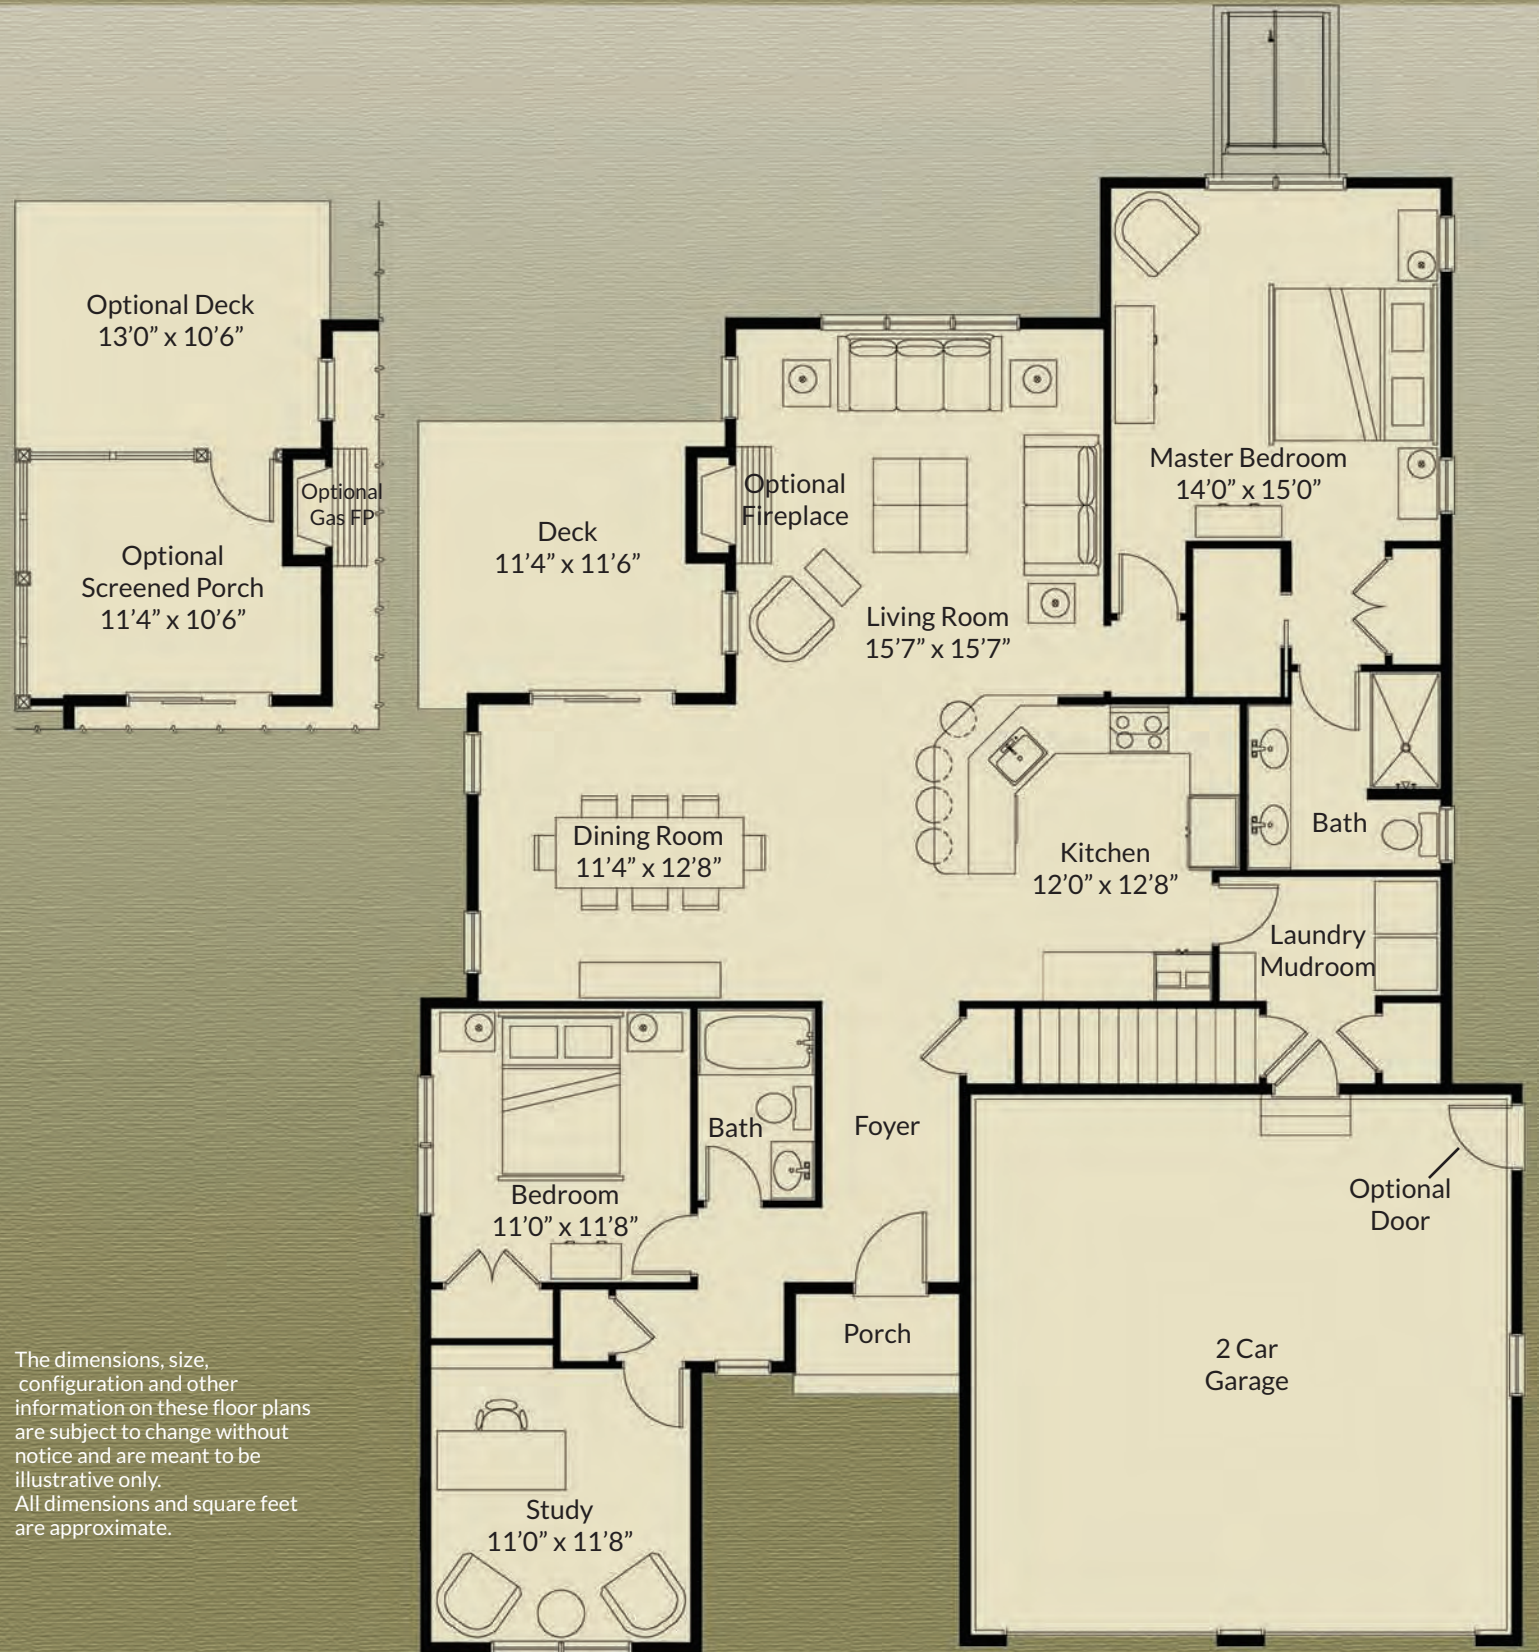 Optional Deck
13’0” x 10’6”
Optional
Gas FP
Optional
Screened Porch
11’4” x 10’6”
Deck
11’4” x 11’6”
Optional
Fireplace
Living Room
15’7” x 15’7”
Master Bedroom
14’0” x 15’0”
Dining Room
11’4” x 12’8”
Kitchen
12’0” x 12’8”
Bath
Laundry
Mudroom
Bedroom
11’0” x 11’8”
Bath
Foyer
Optional
Door
Porch
2 Car
Garage
Study
11’0” x 11’8”
The dimensions, size,
configuration and other
information on these floor plans
are subject to change without
notice and are meant to be
illustrative only.
All dimensions and square feet
are approximate.